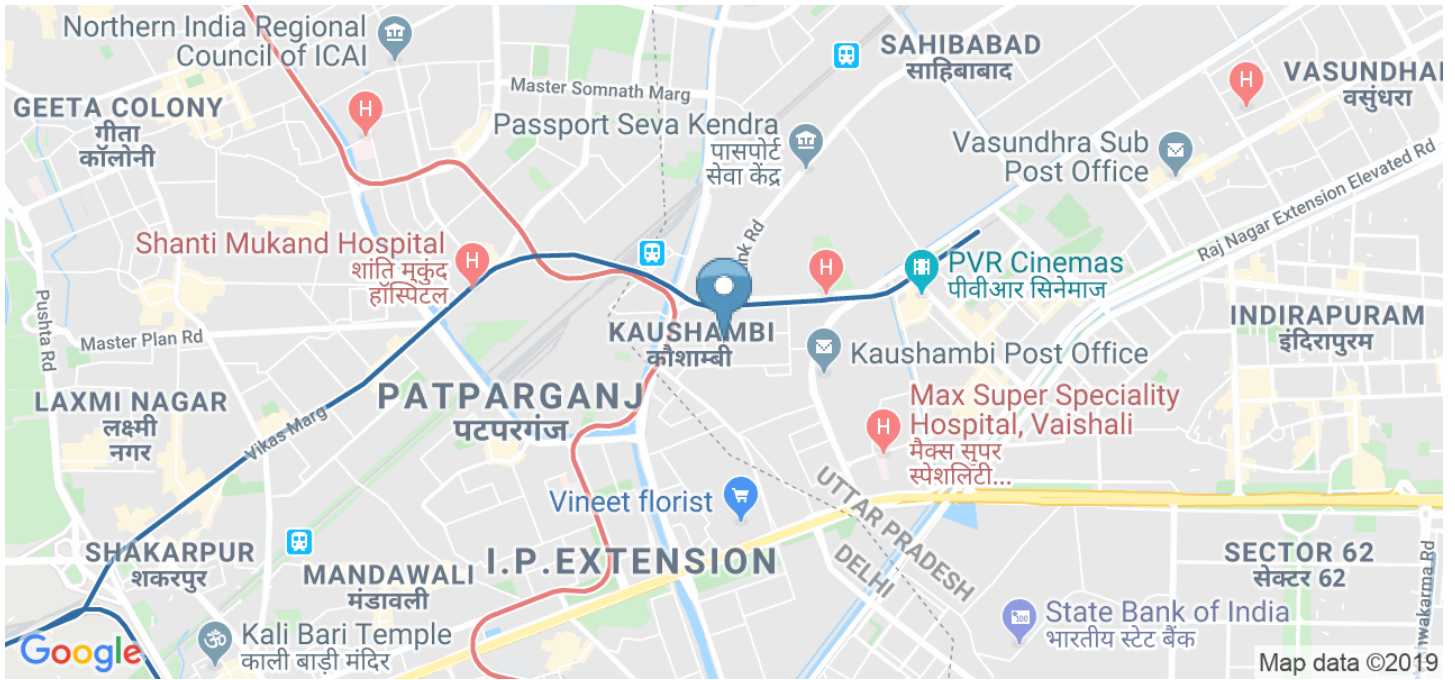 Northern India Regional
Council of ICAI
SAHIBABAD
साहिबाबाद
VASUNDHA
वसुंधरा
Master Somnath Marg
GEETA COLONY
गीता
कॉलोनी
Passport Seva Kendra
पासपोर्ट
सेवा केंद्र
Vasundhra Sub
Post Office
Raj Nagar Extension Elevated Rd
Shanti Mukand Hospital
शांति मुकुंद
हॉस्पिटल
PVR Cinemas
पीवीआर सिनेमाज
Pushta Rd
Master Plan Rd
KAUSHAMBI
कौशाम्बी
Kaushambi Post Office
INDIRAPURAM
इंदिरापुरम
PATPARGANJ
पटपरगंज
LAXMI NAGAR
लक्ष्मी
नगर
Vikas Marg
Max Super Speciality
Hospital, Vaishali
मैक्स सुपर
स्पेशलिटी...
Vineet florist
UTTAR PRADESH
DELHI
SHAKARPUR
शकरपुर
MANDAWALI
मंडावली
I.P.EXTENSION
SECTOR 62
सेक्टर 62
State Bank of India
भारतीय स्टेट बैंक
Kali Bari Temple
काली बाड़ी मंदिर
Google
Map data ©2019